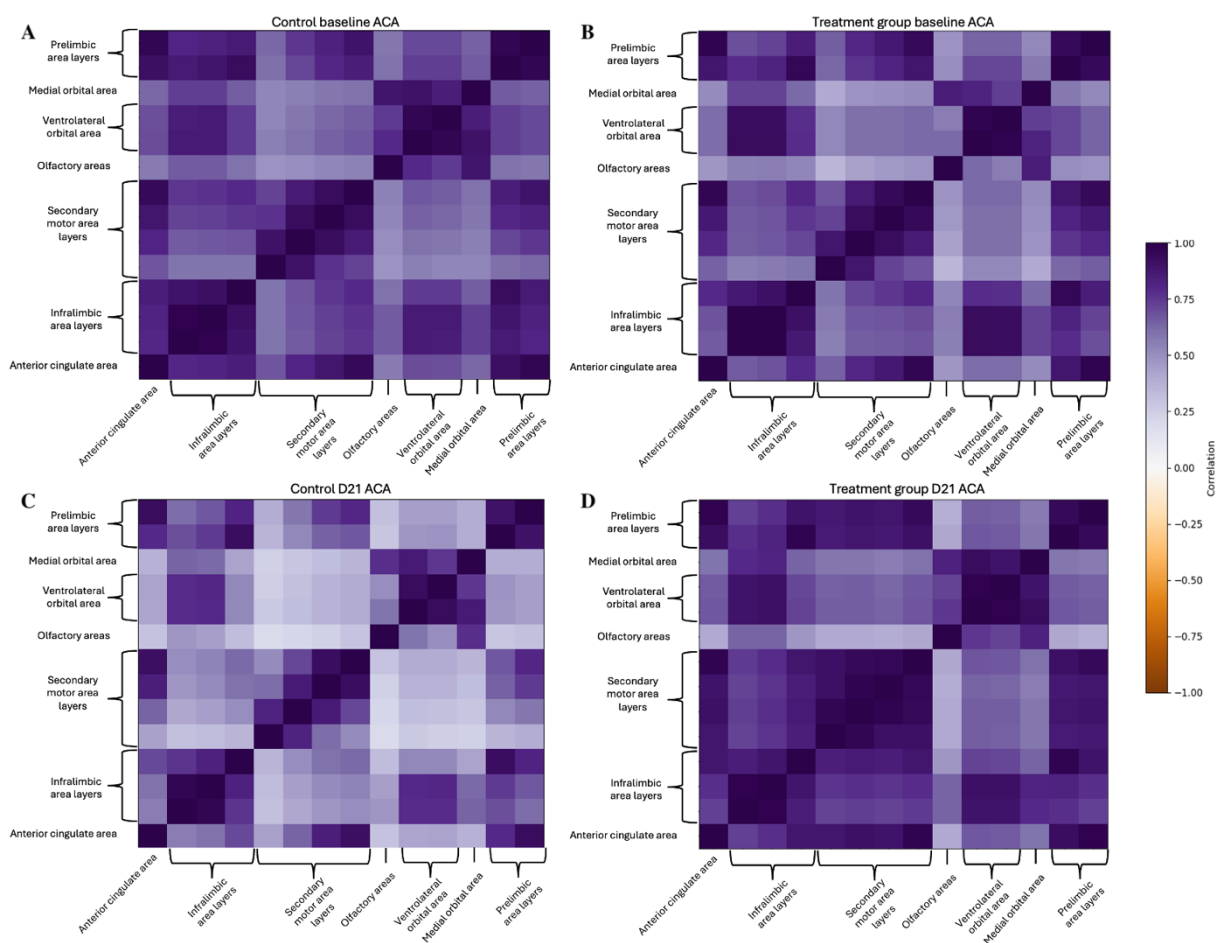 A
Control baseline ACA
Prelimbic
area layers
Medial orbital area
Ventrolateral
orbital area
Olfactory areas
Secondary
motor area
layers
Infralimbic
area layers
Anterior cingulate area
Anterior cingulate area
Infralimbic
area layers
Secondary
motor area
layers
Olfactory areas
Ventrolateral
orbital area
Medial orbital area
Prelimbic
area layers
B
Treatment group baseline ACA
Prelimbic
area layers
Medial orbital area
Ventrolateral
orbital area
Olfactory areas
Secondary
motor area
layers
Infralimbic
area layers
Anterior cingulate area
Anterior cingulate area
Infralimbic
area layers
Secondary
motor area
layers
Olfactory areas
Ventrolateral
orbital area
Medial orbital area
Prelimbic
area layers
C
Control D21 ACA
Prelimbic
area layers
Medial orbital area
Ventrolateral
orbital area
Olfactory areas
Secondary
motor area
layers
Infralimbic
area layers
Anterior cingulate area
Anterior cingulate area
Infralimbic
area layers
Secondary
motor area
layers
Olfactory areas
Ventrolateral
orbital area
Medial orbital area
Prelimbic
area layers
D
Treatment group D21 ACA
Prelimbic
area layers
Medial orbital area
Ventrolateral
orbital area
Olfactory areas
Secondary
motor area
layers
Infralimbic
area layers
Anterior cingulate area
Anterior cingulate area
Infralimbic
area layers
Secondary
motor area
layers
Olfactory areas
Ventrolateral
orbital area
Medial orbital area
Prelimbic
area layers
1.00
0.75
0.50
0.25
0.00
−0.25
−0.50
−0.75
−1.00
Correlation